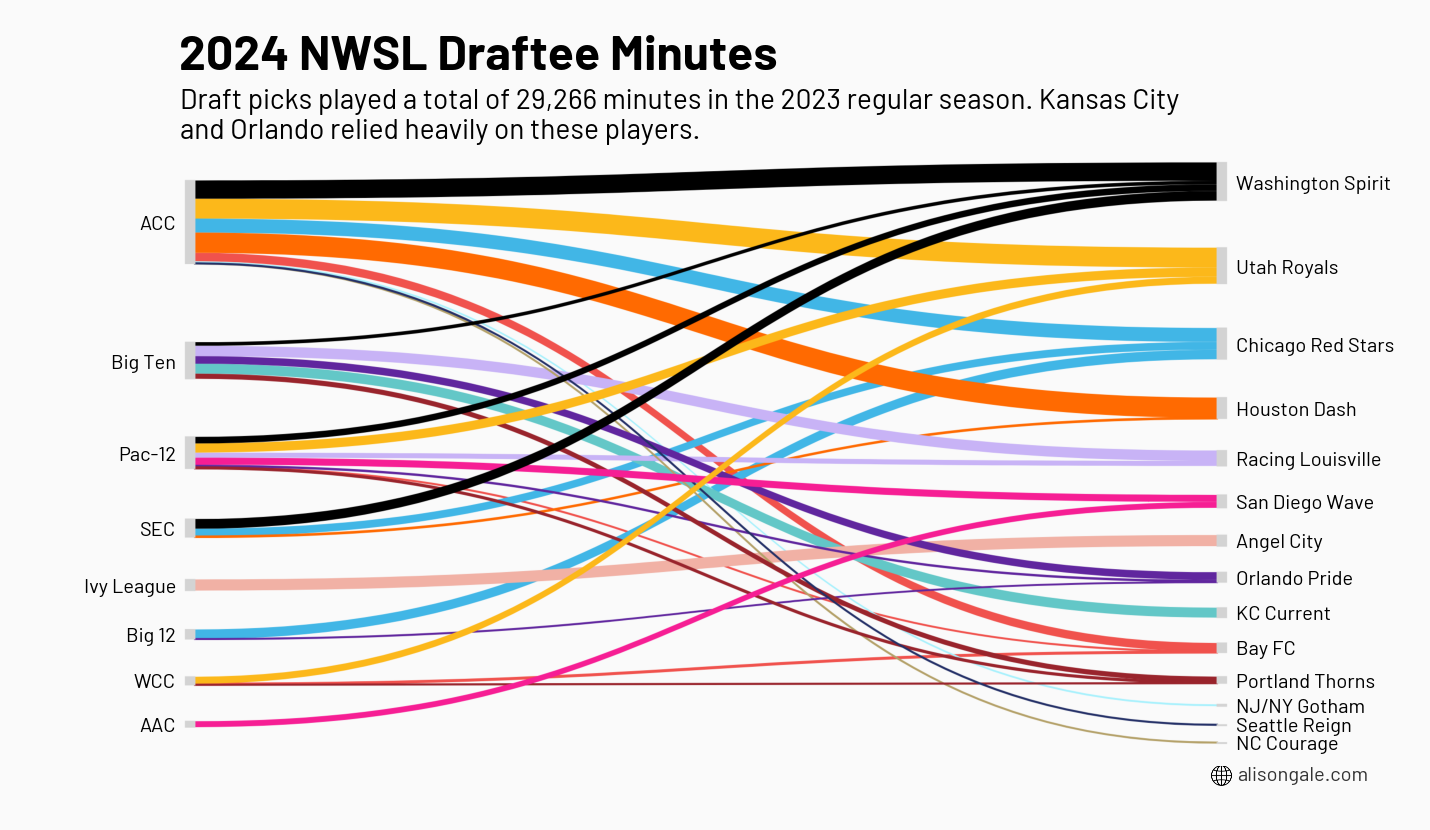 2024 NWSL Draftee Minutes
Draft picks played a total of 29,266 minutes in the 2023 regular season. Kansas City
and Orlando relied heavily on these players.
ACC
Big Ten
Pac-12
SEC
Ivy League
Big 12
WCC
AAC
Washington Spirit
Utah Royals
Chicago Red Stars
Houston Dash
Racing Louisville
San Diego Wave
Angel City
Orlando Pride
KC Current
Bay FC
Portland Thorns
NJ/NY Gotham
Seattle Reign
NC Courage
alisongale.com